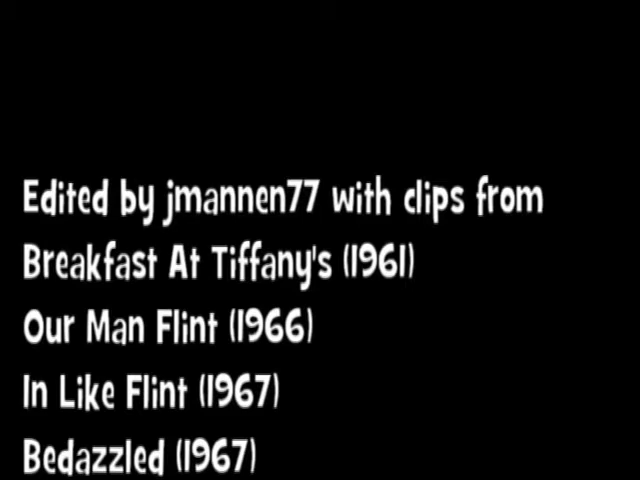 Edited by jmannen77 with clips from
Breakfast At Tiffany's (1961)
Our Man Flint (1966)
In Like Flint (1967)
Bedazzled (1967)